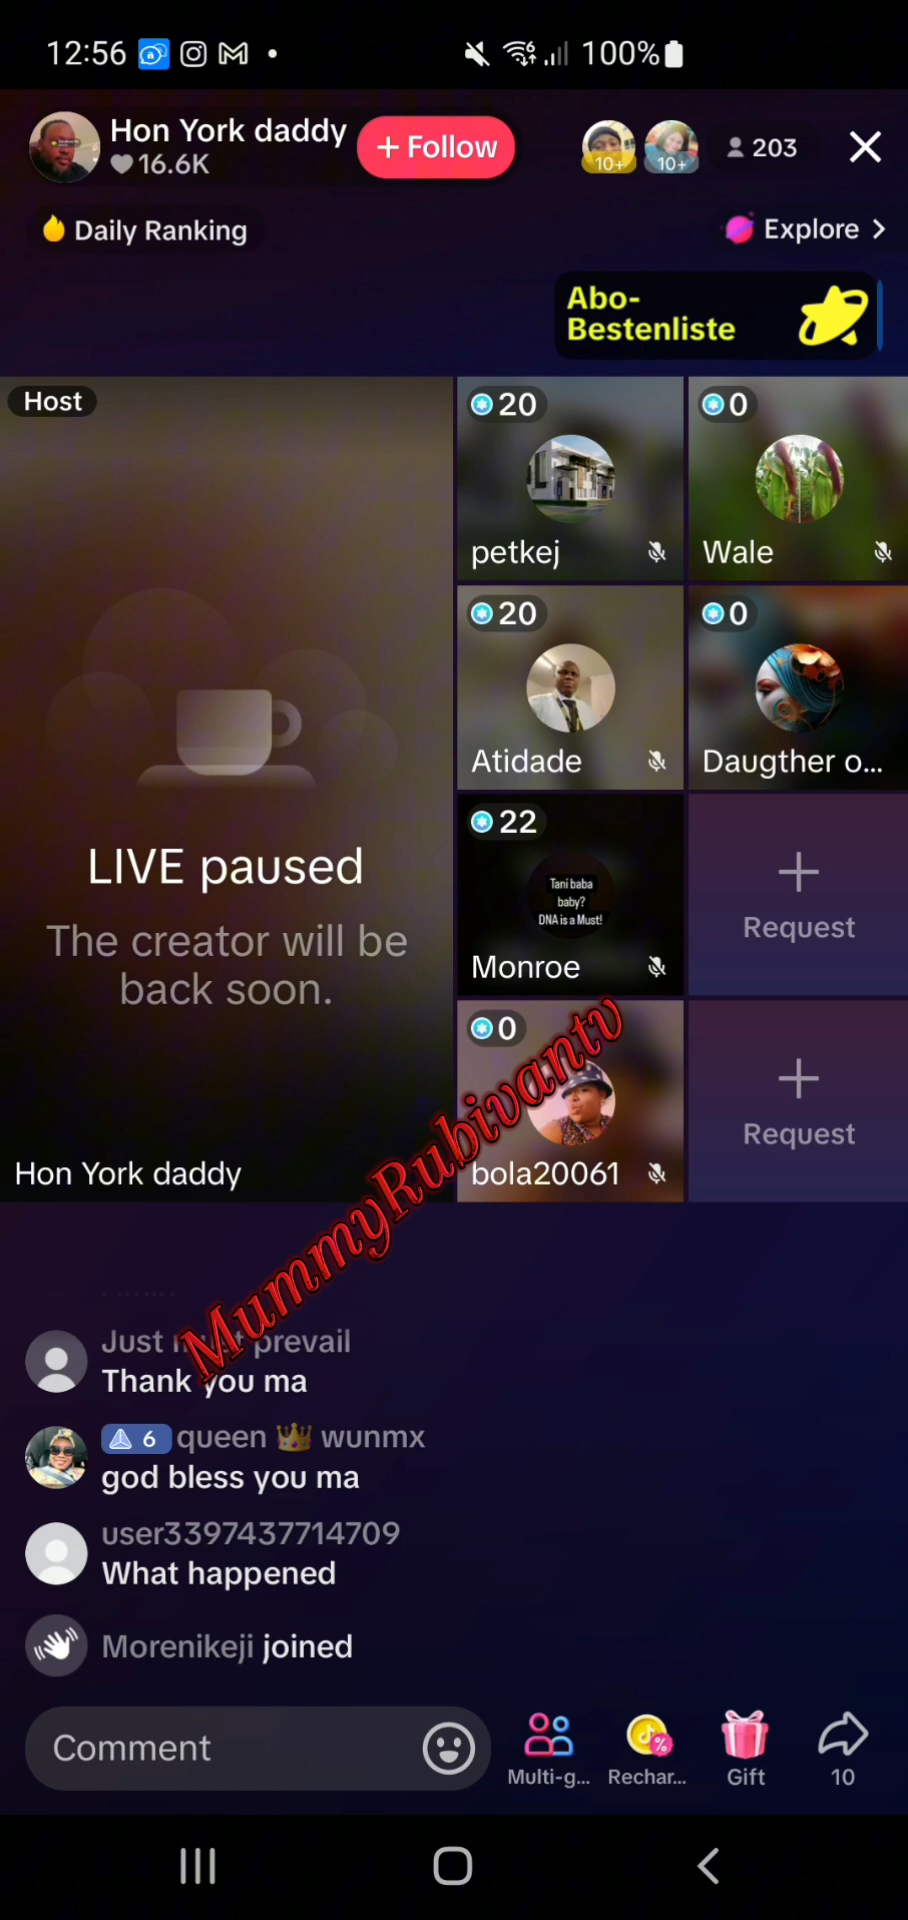 12:56
100%
Hon York daddy
16.6K
+ Follow
10+
10+
203
Daily Ranking
Explore >
Abo-
Bestenliste
Host
20
petkej
0
Wale
20
Atidade
0
Daugther o...
LIVE paused
The creator will be
back soon.
22
Tani baba
baby?
DNA is a Must!
Monroe
Request
0
bola20061
Request
Hon York daddy
MummyRubivantv
Just must prevail
Thank you ma
6 queen 👑 wunmx
god bless you ma
user3397437714709
What happened
Morenikeji joined
Comment
Multi-g...
Rechar...
Gift
10